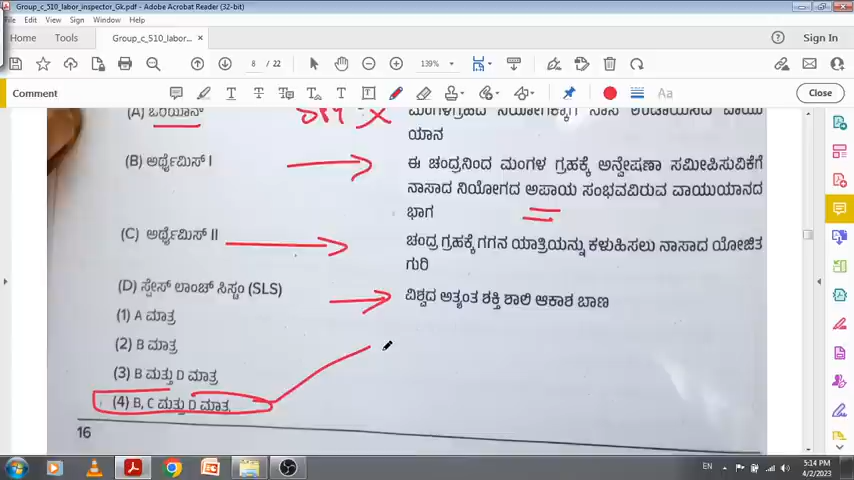 Group_c_510_labor_inspector_Gk.pdf - Adobe Acrobat Reader (32-bit)
File Edit View Sign Window Help
Home Tools Group_c_510_labor... × Sign In
8 / 22 139%
Comment Close
(A) ಓರಿಯಾನ್
ಯಾನ
(B) ಅರ್ಥೈಮಿಸ್ I ಈ ಚಂದ್ರನಿಂದ ಮಂಗಳ ಗ್ರಹಕ್ಕೆ ಅನ್ವೇಷಣಾ ಸಮೀಪಿಸುವಿಕೆಗೆ
ನಾಸಾದ ನಿಯೋಗದ ಅಪಾಯ ಸಂಭವವಿರುವ ವಾಯುಯಾನದ
ಭಾಗ
(C) ಅರ್ಥೈಮಿಸ್ II ಚಂದ್ರ ಗ್ರಹಕ್ಕೆ ಗಗನ ಯಾತ್ರಿಯನ್ನು ಕಳುಹಿಸಲು ನಾಸಾದ ಯೋಜಿತ
ಗುರಿ
(D) ಸ್ಪೇಸ್ ಲಾಂಚ್ ಸಿಸ್ಟಂ (SLS) ವಿಶ್ವದ ಅತ್ಯಂತ ಶಕ್ತಿ ಶಾಲಿ ಆಕಾಶ ಬಾಣ
(1) A ಮಾತ್ರ
(2) B ಮಾತ್ರ
(3) B ಮತ್ತು D ಮಾತ್ರ
(4) B, C ಮತ್ತು D ಮಾತ್ರ
16
EN 5:14 PM
4/2/2023